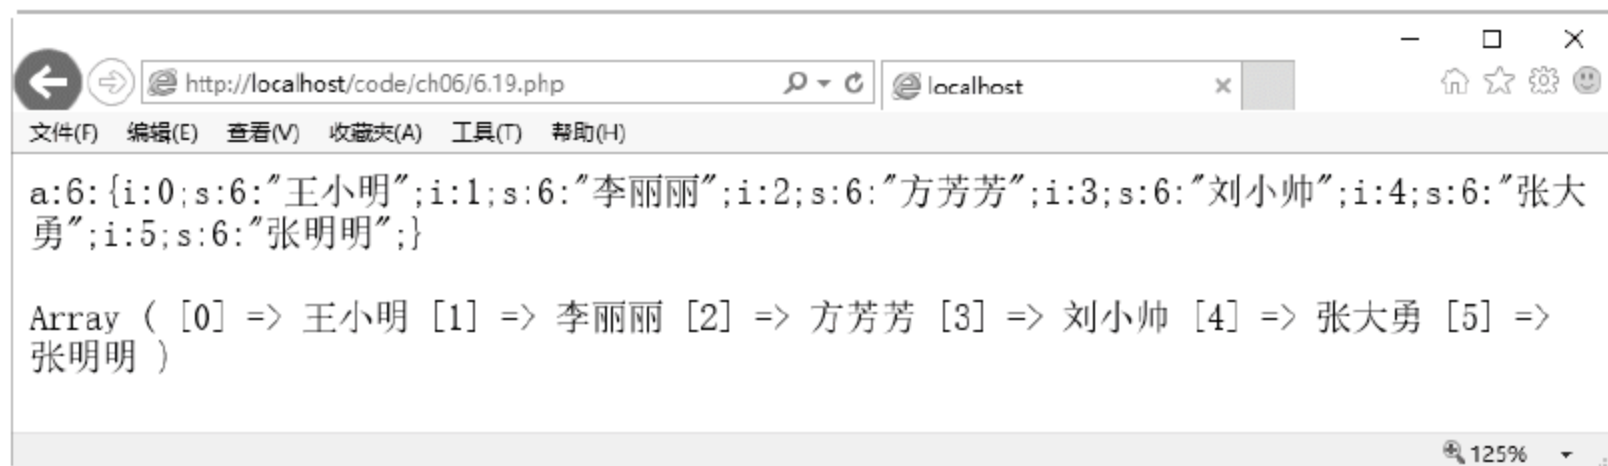 http://localhost/code/ch06/6.19.php
localhost
文件(F) 编辑(E) 查看(V) 收藏夹(A) 工具(T) 帮助(H)
a:6:{i:0;s:6:"王小明";i:1;s:6:"李丽丽";i:2;s:6:"方芳芳";i:3;s:6:"刘小帅";i:4;s:6:"张大
勇";i:5;s:6:"张明明";}
Array ( [0] => 王小明 [1] => 李丽丽 [2] => 方芳芳 [3] => 刘小帅 [4] => 张大勇 [5] =>
张明明 )
125%